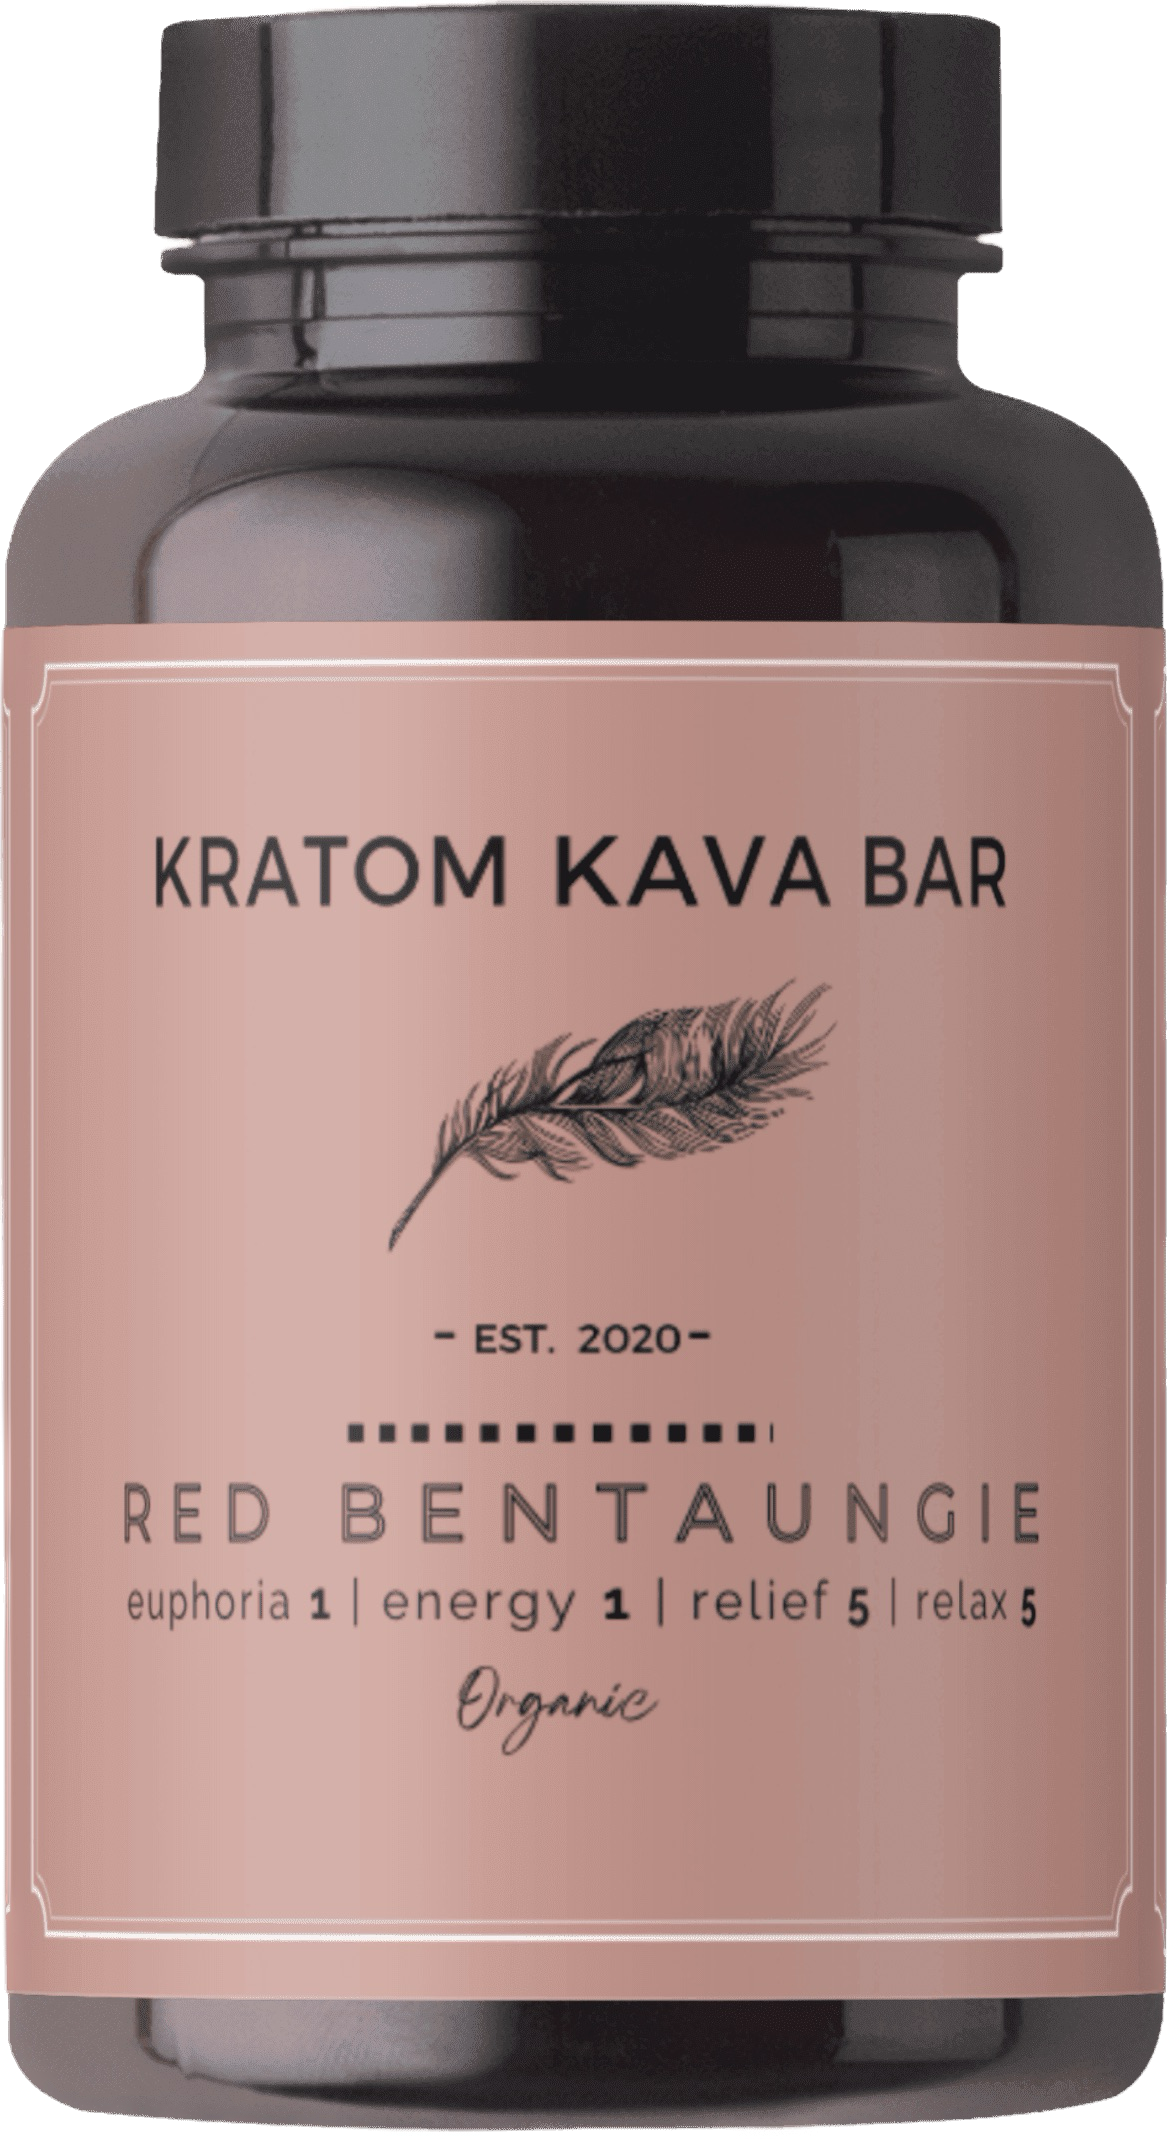 KRATOM KAVA BAR
- EST. 2020-
RED BENTAUNGIE
euphoria 1 | energy 1 | relief 5 | relax 5
Organic